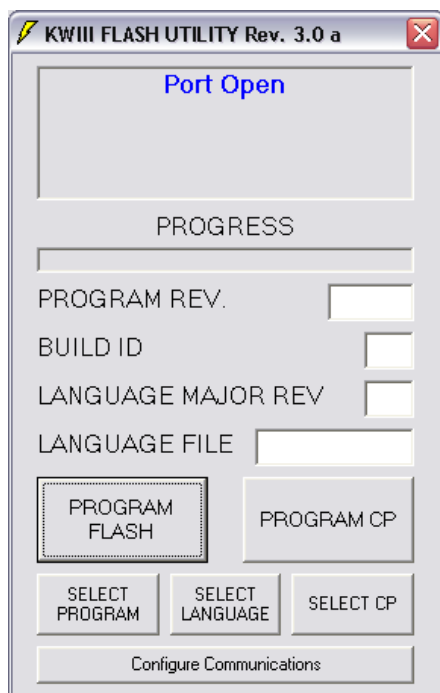 KWIII FLASH UTILITY Rev. 3.0 a
Port Open
PROGRESS
PROGRAM REV.
BUILD ID
LANGUAGE MAJOR REV
LANGUAGE FILE
PROGRAM
FLASH
PROGRAM CP
SELECT
PROGRAM
SELECT
LANGUAGE
SELECT CP
Configure Communications